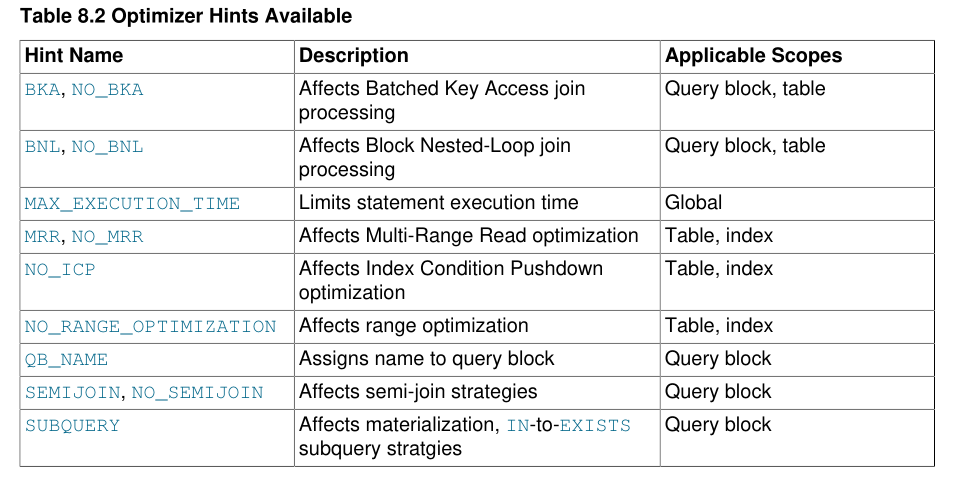 Table 8.2 Optimizer Hints Available
Hint Name Description Applicable Scopes
BKA, NO_BKA Affects Batched Key Access join Query block, table
processing
BNL, NO_BNL Affects Block Nested-Loop join Query block, table
processing
MAX_EXECUTION_TIME Limits statement execution time Global
MRR, NO_MRR Affects Multi-Range Read optimization Table, index
NO_ICP Affects Index Condition Pushdown Table, index
optimization
NO_RANGE_OPTIMIZATION Affects range optimization Table, index
QB_NAME Assigns name to query block Query block
SEMIJOIN, NO_SEMIJOIN Affects semi-join strategies Query block
SUBQUERY Affects materialization, IN-to-EXISTS Query block
subquery stratgies